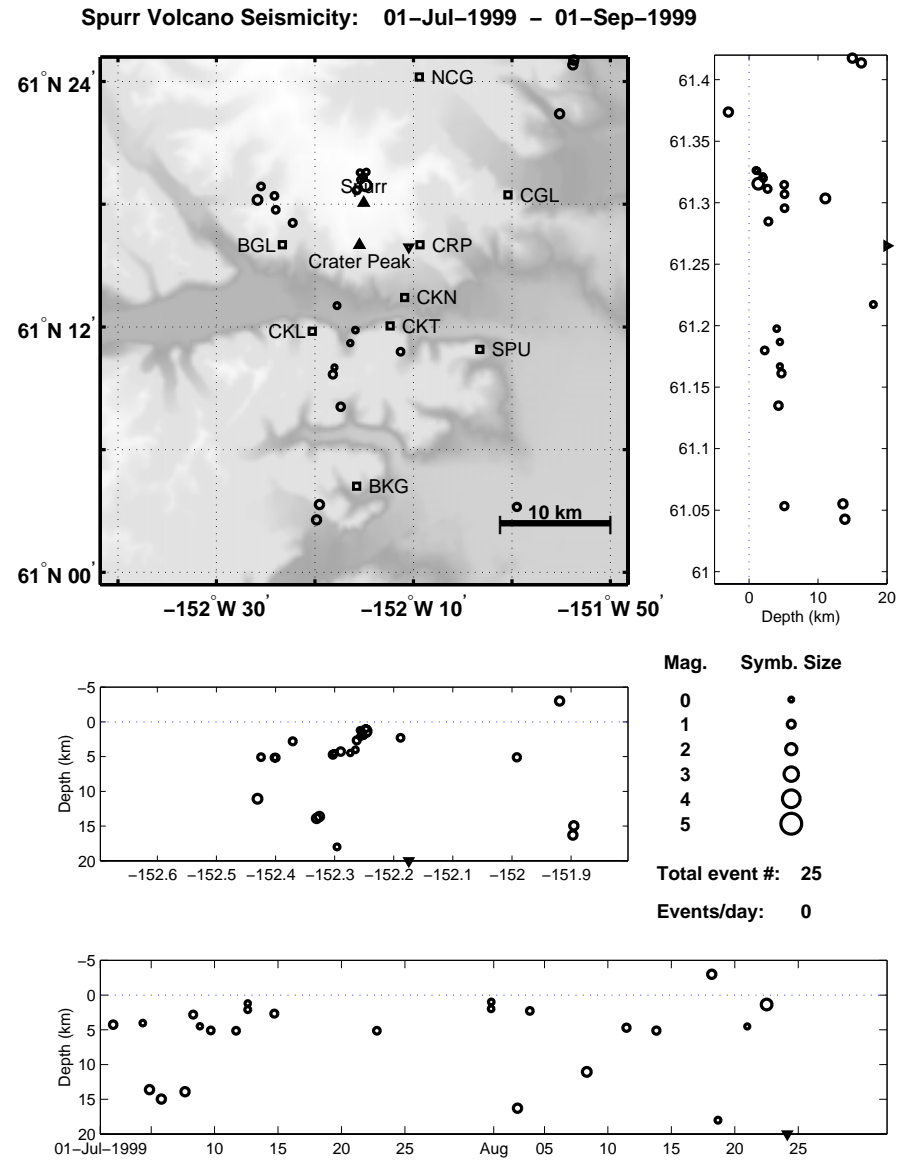 Spurr Volcano Seismicity: 01–Jul–1999 – 01–Sep–1999
61°N 24'
61°N 12'
61°N 00'
NCG
Spurr
CGL
BGL
CRP
Crater Peak
CKN
CKL
CKT
SPU
BKG
10 km
–152°W 30'
–152°W 10'
–151°W 50'
61.4
61.35
61.3
61.25
61.2
61.15
61.1
61.05
61
0 10 20
Depth (km)
–5
0
5
10
15
20
Depth (km)
–152.6 –152.5 –152.4 –152.3 –152.2 –152.1 –152 –151.9
Mag. Symb. Size
0
1
2
3
4
5
Total event #: 25
Events/day: 0
–5
0
5
10
15
20
Depth (km)
01–Jul–1999 10 15 20 25 Aug 05 10 15 20 25